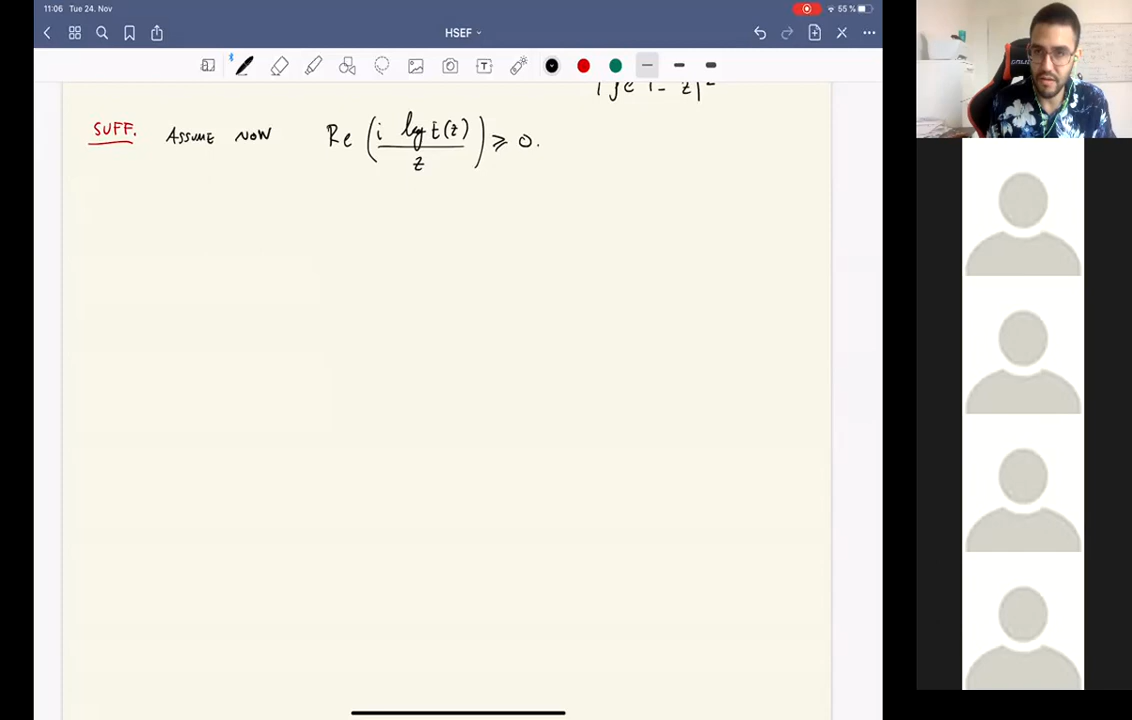 11:06 Tue 24. Nov
55 %
HSEF
SUFF. ASSUME NOW Re ( i log E(z) / z ) ⩾ 0.